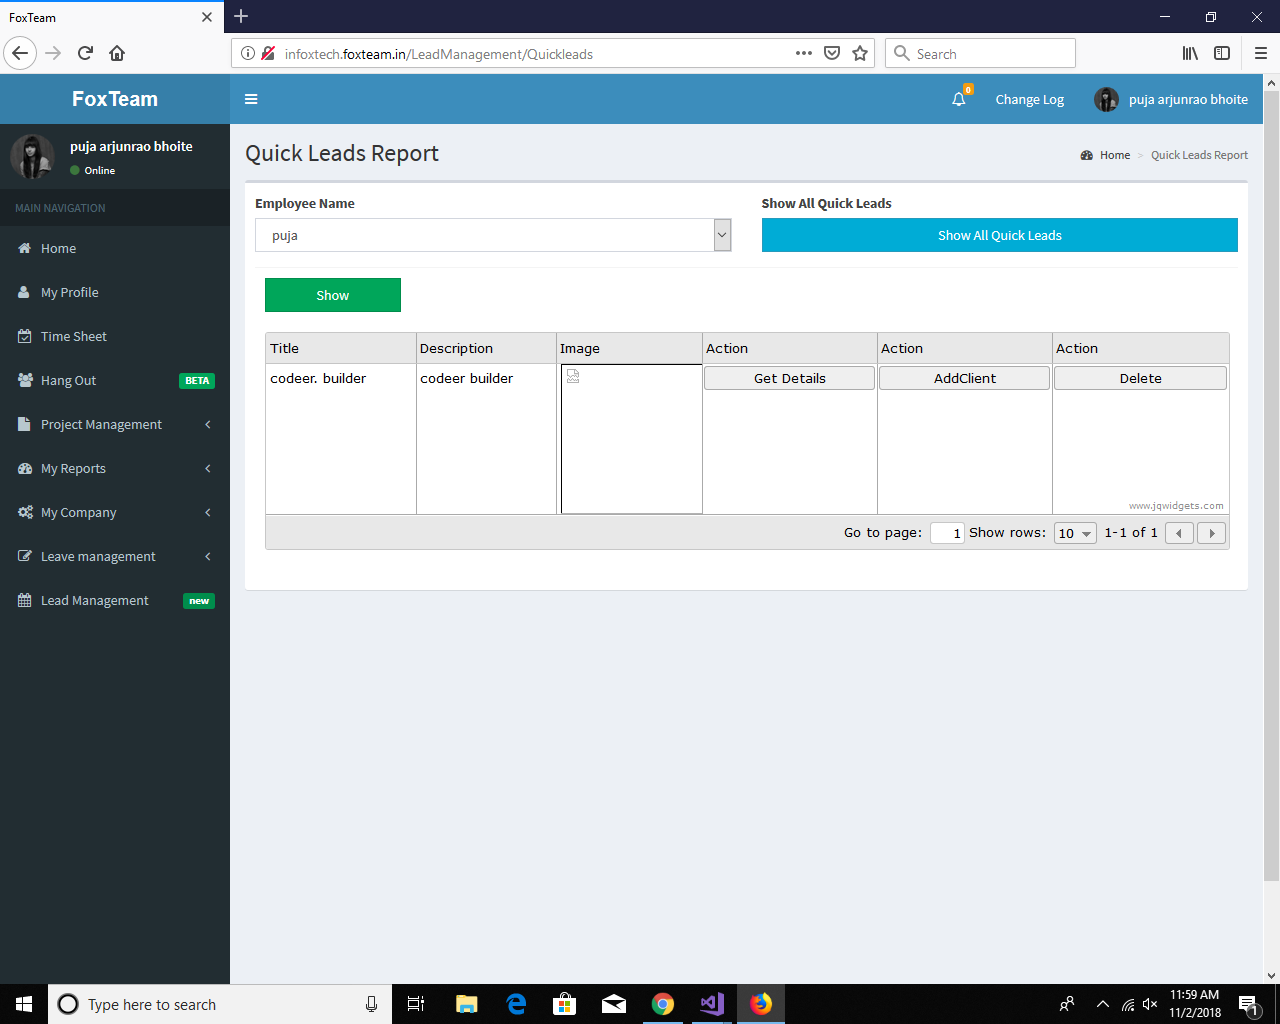 FoxTeam
infoxtech.foxteam.in/LeadManagement/Quickleads
Search
FoxTeam
0
Change Log
puja arjunrao bhoite
puja arjunrao bhoite
Online
MAIN NAVIGATION
Home
My Profile
Time Sheet
Hang Out BETA
Project Management
My Reports
My Company
Leave management
Lead Management new
Quick Leads Report
Home > Quick Leads Report
Employee Name
Show All Quick Leads
puja
Show All Quick Leads
Show
Title Description Image Action Action Action
codeer. builder codeer builder Get Details AddClient Delete
www.jqwidgets.com
Go to page: 1 Show rows: 10 1-1 of 1
Type here to search
11:59 AM
11/2/2018
1